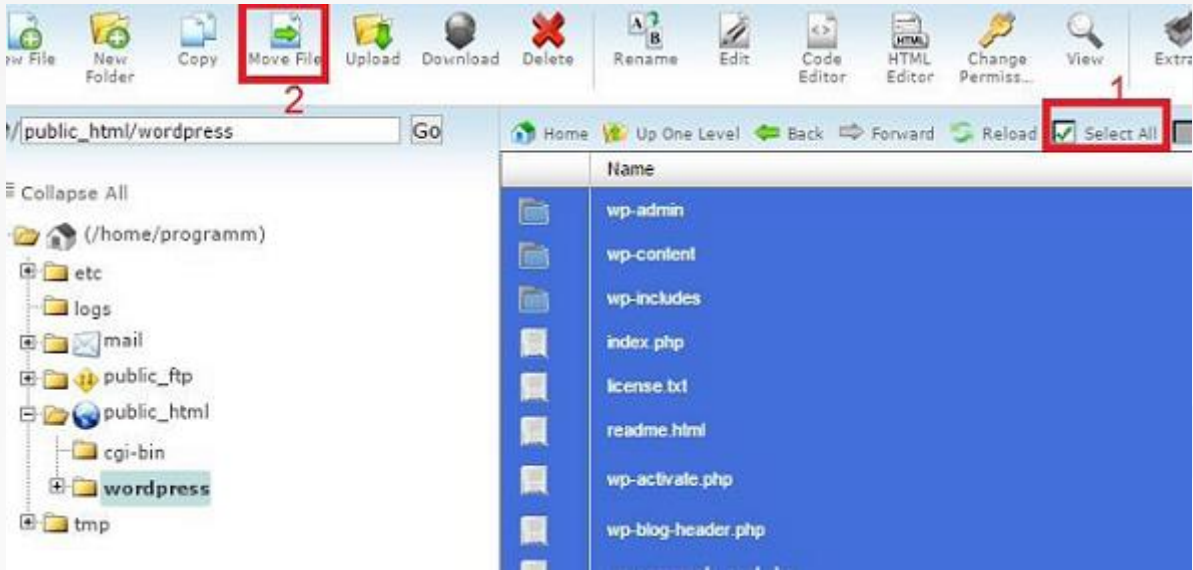 New Folder
Copy
Move File
Upload
Download
Delete
Rename
Edit
Code Editor
HTML Editor
Change Permiss...
View
2
1
/public_html/wordpress
Go
Home
Up One Level
Back
Forward
Reload
Select All
Name
Collapse All
(/home/programm)
etc
logs
mail
public_ftp
public_html
cgi-bin
wordpress
tmp
wp-admin
wp-content
wp-includes
index.php
license.txt
readme.html
wp-activate.php
wp-blog-header.php